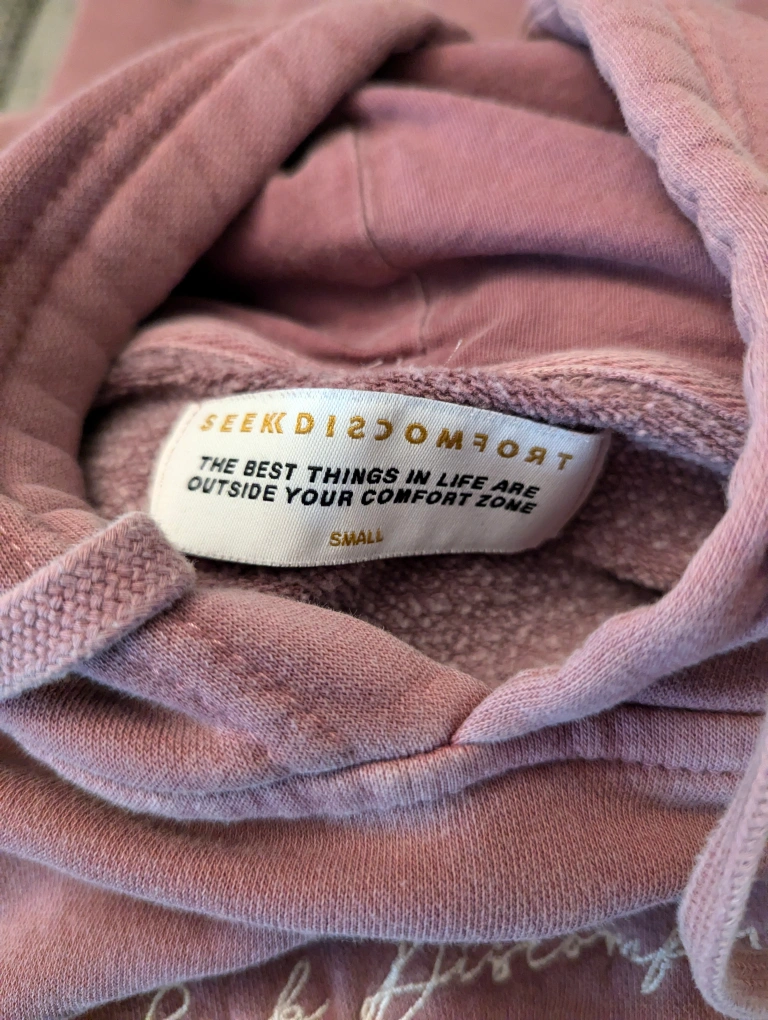 SEEK DISCOMFORT
THE BEST THINGS IN LIFE ARE
OUTSIDE YOUR COMFORT ZONE
SMALL